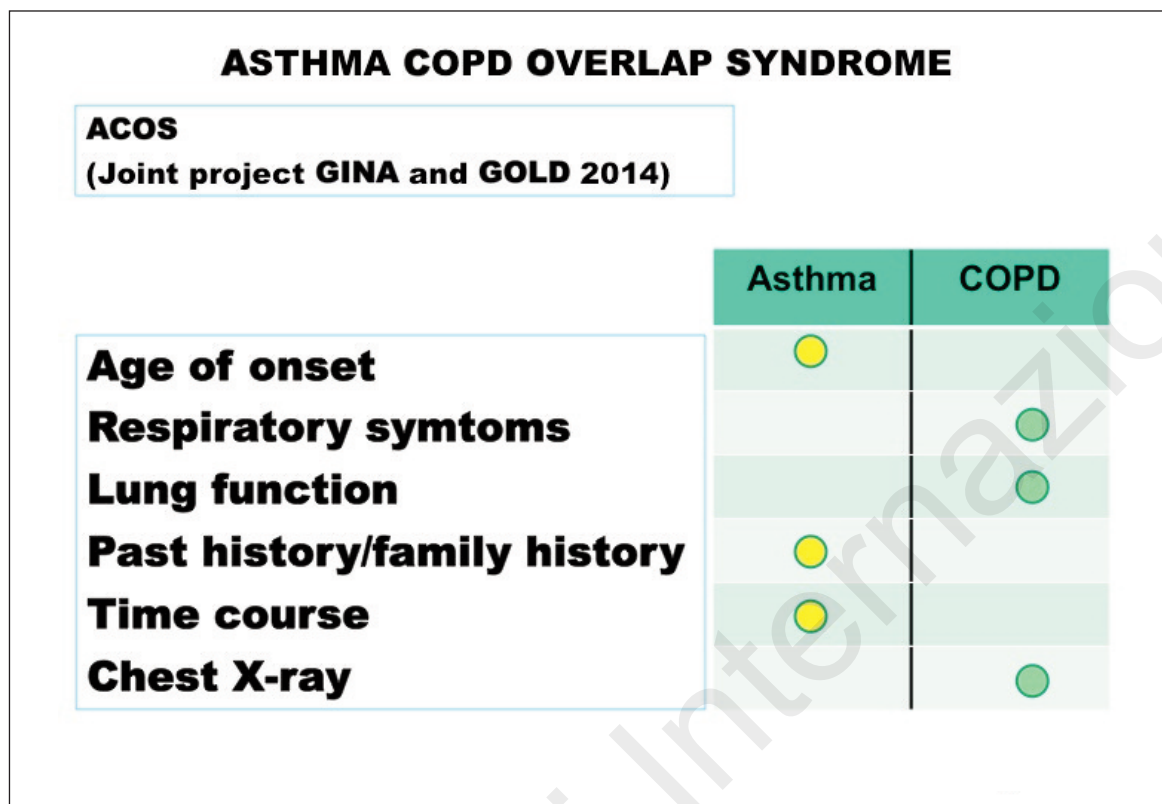 ASTHMA COPD OVERLAP SYNDROME
ACOS
(Joint project GINA and GOLD 2014)
Asthma COPD
Age of onset
Respiratory symtoms
Lung function
Past history/family history
Time course
Chest X-ray
i Internazio